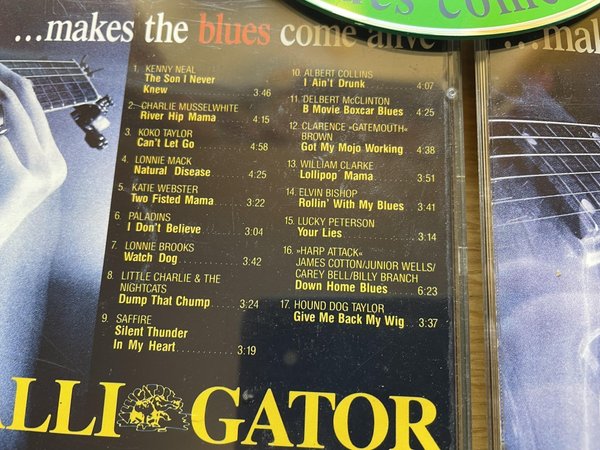 lues come
...makes the blues come alive
...mal
1. KENNY NEAL
The Son I Never
Knew 3:46
2. CHARLIE MUSSELWHITE
River Hip Mama 4:15
3. KOKO TAYLOR
Can't Let Go 4:58
4. LONNIE MACK
Natural Disease 4:25
5. KATIE WEBSTER
Two Fisted Mama 3:22
6. PALADINS
I Don't Believe 3:04
7. LONNIE BROOKS
Watch Dog 3:42
8. LITTLE CHARLIE & THE
NIGHTCATS
Dump That Chump 3:24
9. SAFFIRE
Silent Thunder
In My Heart 3:19
10. ALBERT COLLINS
I Ain't Drunk 4:07
11. DELBERT McCLINTON
B Movie Boxcar Blues 4:25
12. CLARENCE »GATEMOUTH«
BROWN
Got My Mojo Working 4:38
13. WILLIAM CLARKE
Lollipop Mama 3:51
14. ELVIN BISHOP
Rollin' With My Blues 3:41
15. LUCKY PETERSON
Your Lies 3:14
16. »HARP ATTACK«
JAMES COTTON/JUNIOR WELLS/
CAREY BELL/BILLY BRANCH
Down Home Blues 6:23
17. HOUND DOG TAYLOR
Give Me Back My Wig 3:37
ALLIGATOR